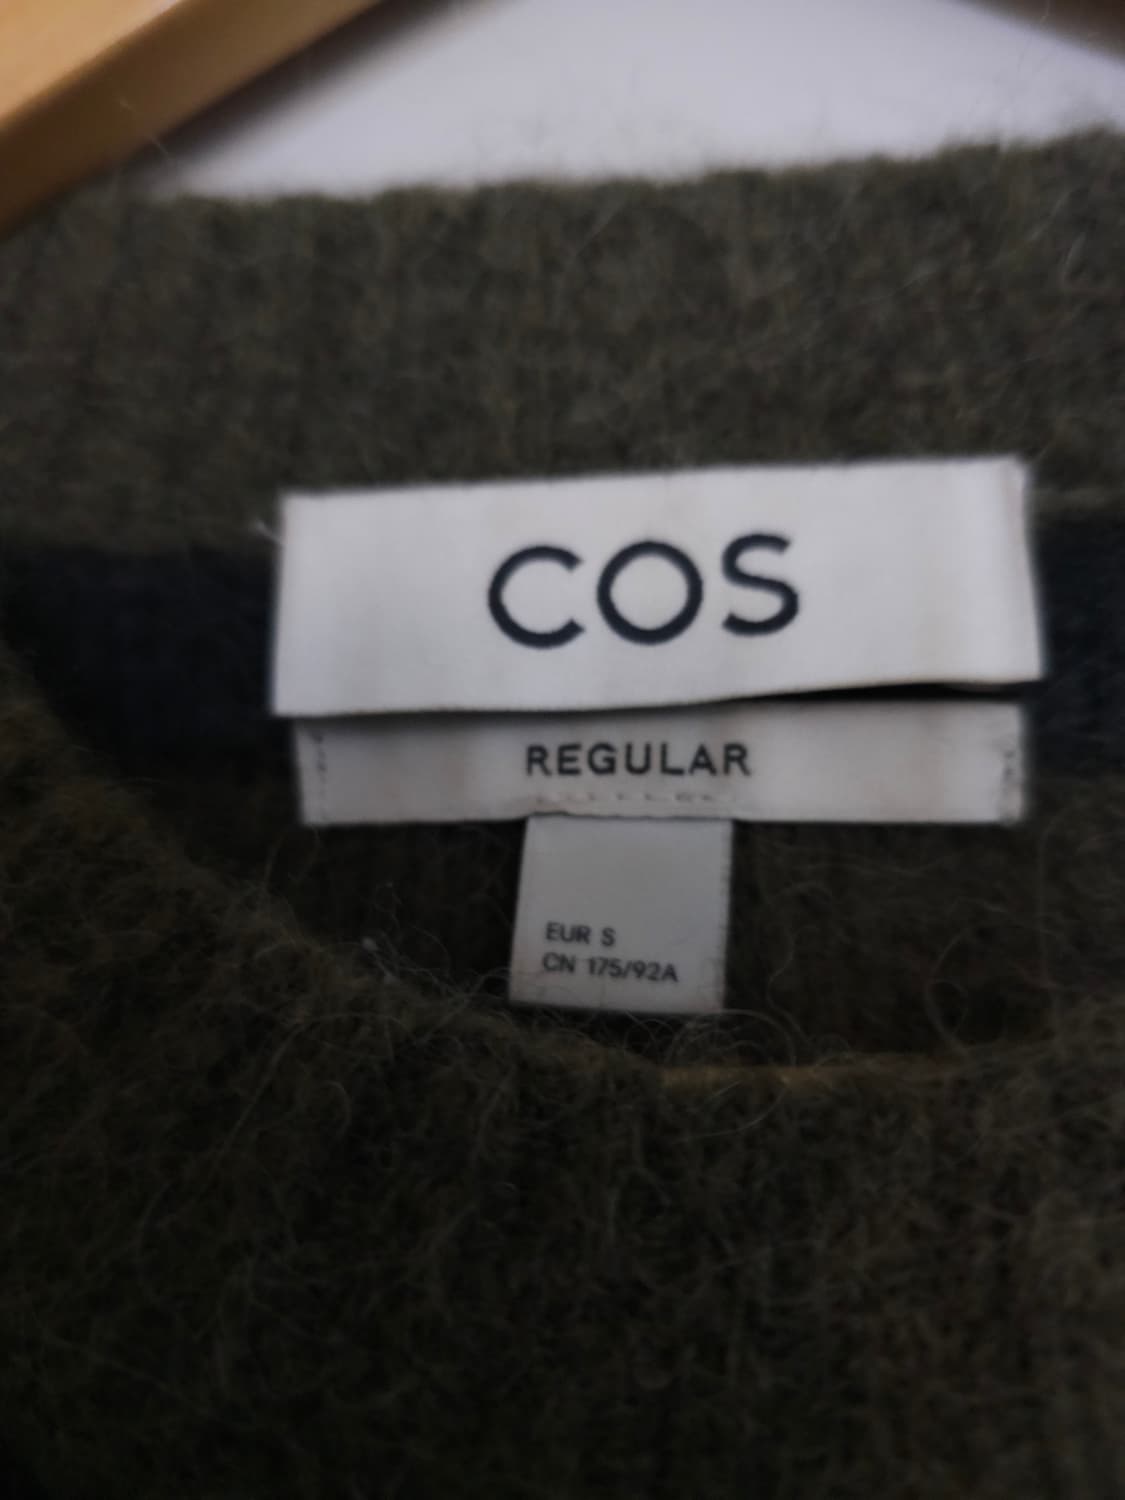 COS
REGULAR
EUR S
CN 175/92A